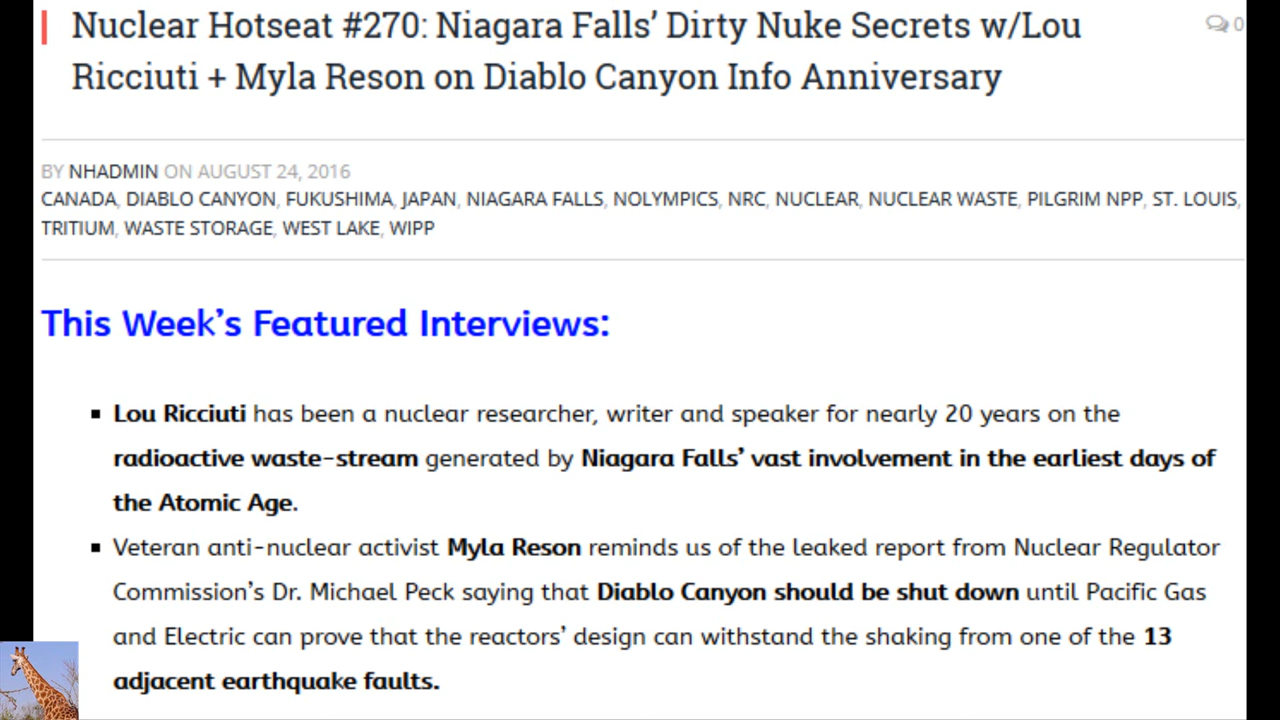 Nuclear Hotseat #270: Niagara Falls’ Dirty Nuke Secrets w/Lou
0
Ricciuti + Myla Reson on Diablo Canyon Info Anniversary
BY NHADMIN ON AUGUST 24, 2016
CANADA, DIABLO CANYON, FUKUSHIMA, JAPAN, NIAGARA FALLS, NOLYMPICS, NRC, NUCLEAR, NUCLEAR WASTE, PILGRIM NPP, ST. LOUIS,
TRITIUM, WASTE STORAGE, WEST LAKE, WIPP
This Week’s Featured Interviews:
Lou Ricciuti has been a nuclear researcher, writer and speaker for nearly 20 years on the
radioactive waste-stream generated by Niagara Falls’ vast involvement in the earliest days of
the Atomic Age.
Veteran anti-nuclear activist Myla Reson reminds us of the leaked report from Nuclear Regulator
Commission’s Dr. Michael Peck saying that Diablo Canyon should be shut down until Pacific Gas
and Electric can prove that the reactors’ design can withstand the shaking from one of the 13
adjacent earthquake faults.